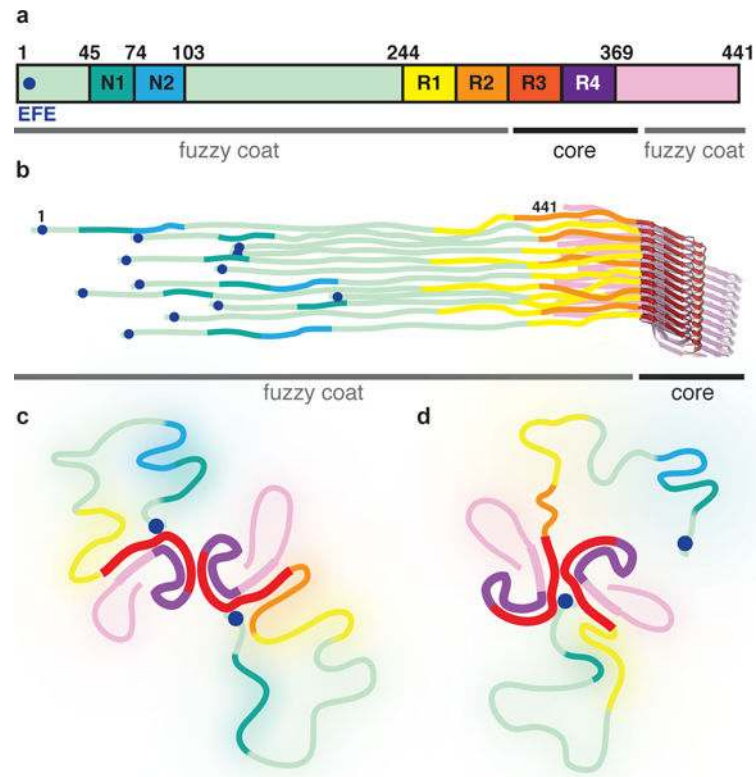 a
1 45 74 103 244 369 441
N1 N2 R1 R2 R3 R4
EFE
fuzzy coat core fuzzy coat
b
1 441
fuzzy coat core
c d